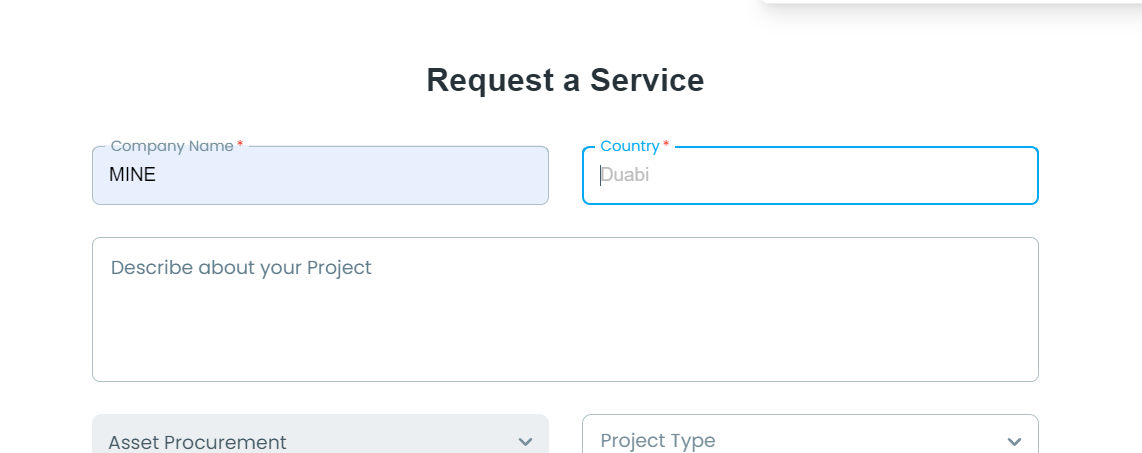 Request a Service
Company Name *
Country *
MINE
Duabi
Describe about your Project
Asset Procurement
Project Type